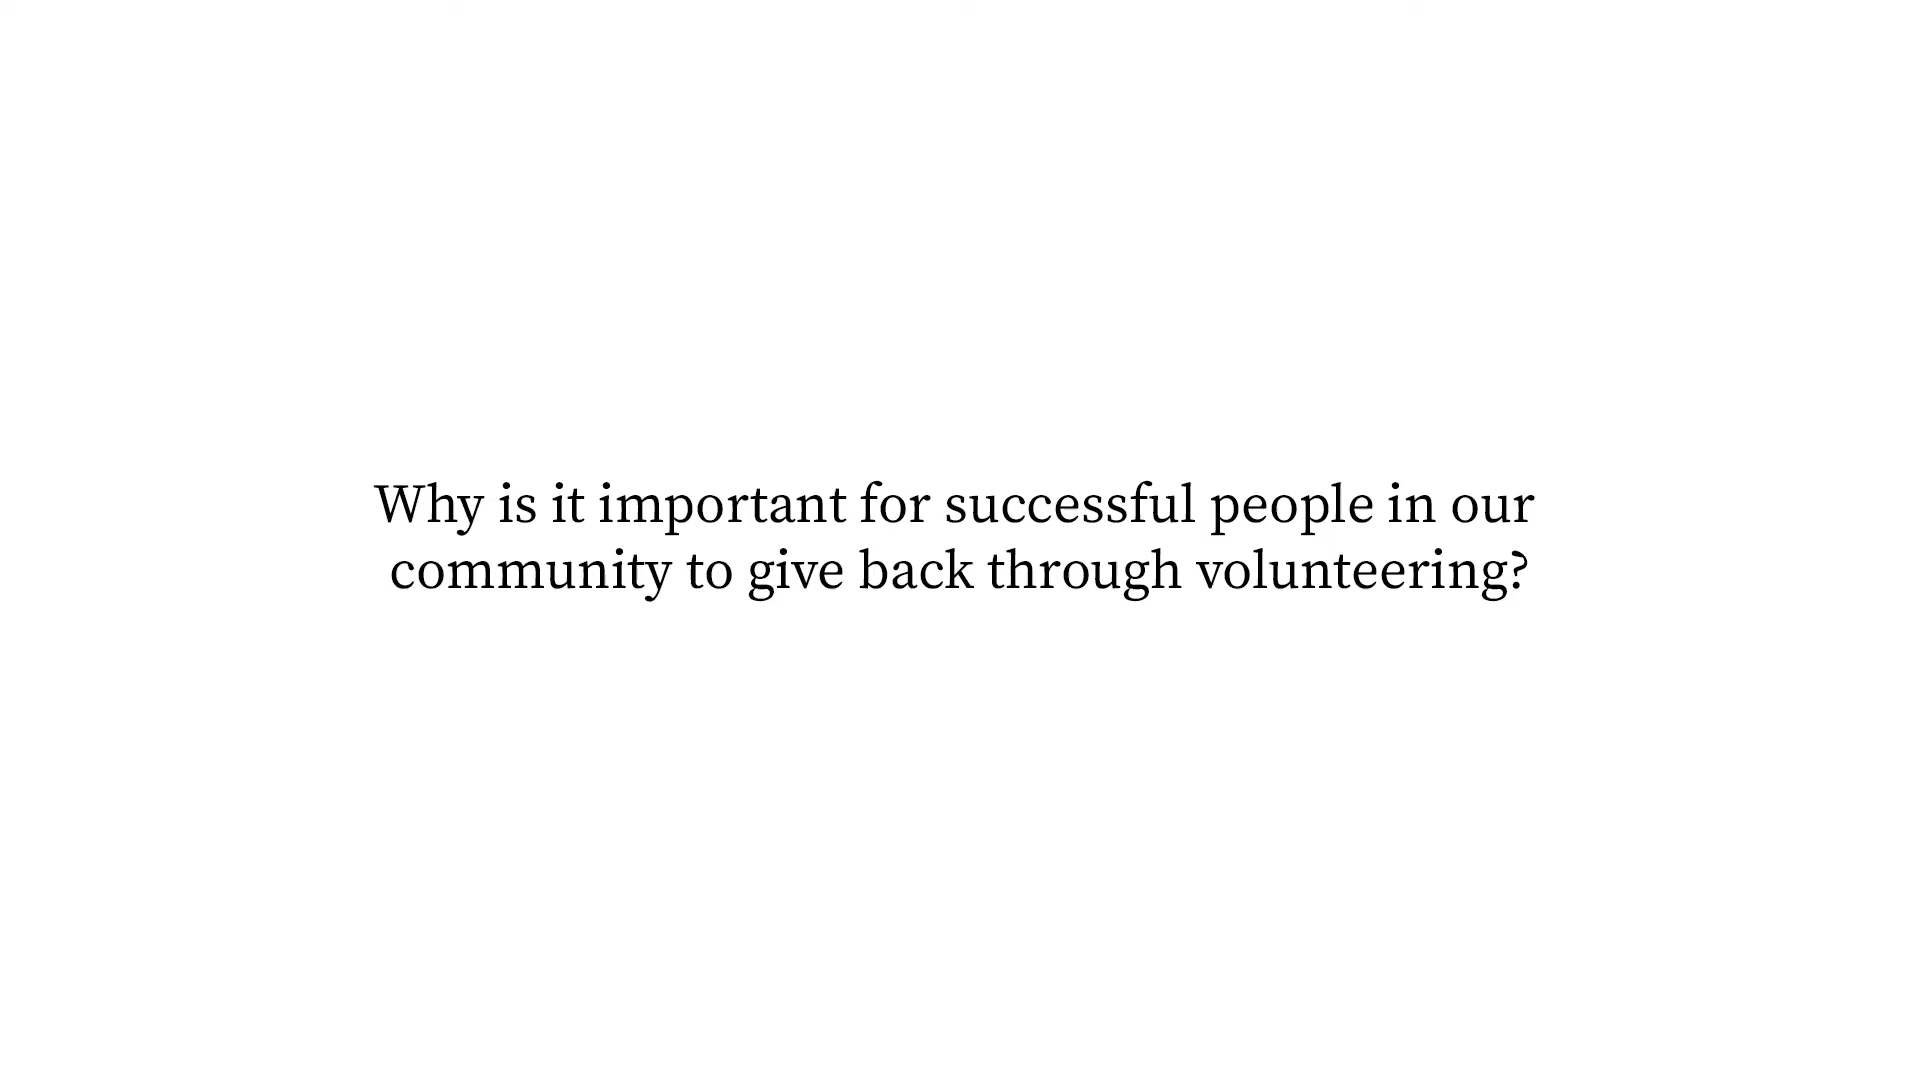 Why is it important for successful people in our
community to give back through volunteering?